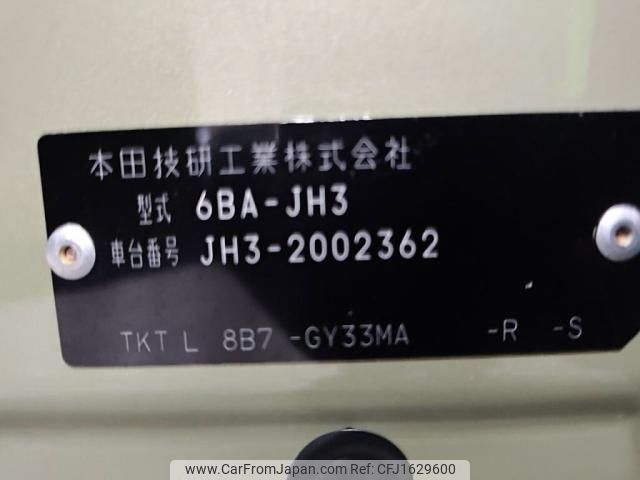 本田技研工業株式会社
型式 6BA-JH3
車台番号 JH3-2002362
TKT L 8B7 -GY33MA -R -S
www.CarFromJapan.com | Ref No: CFJ1629600